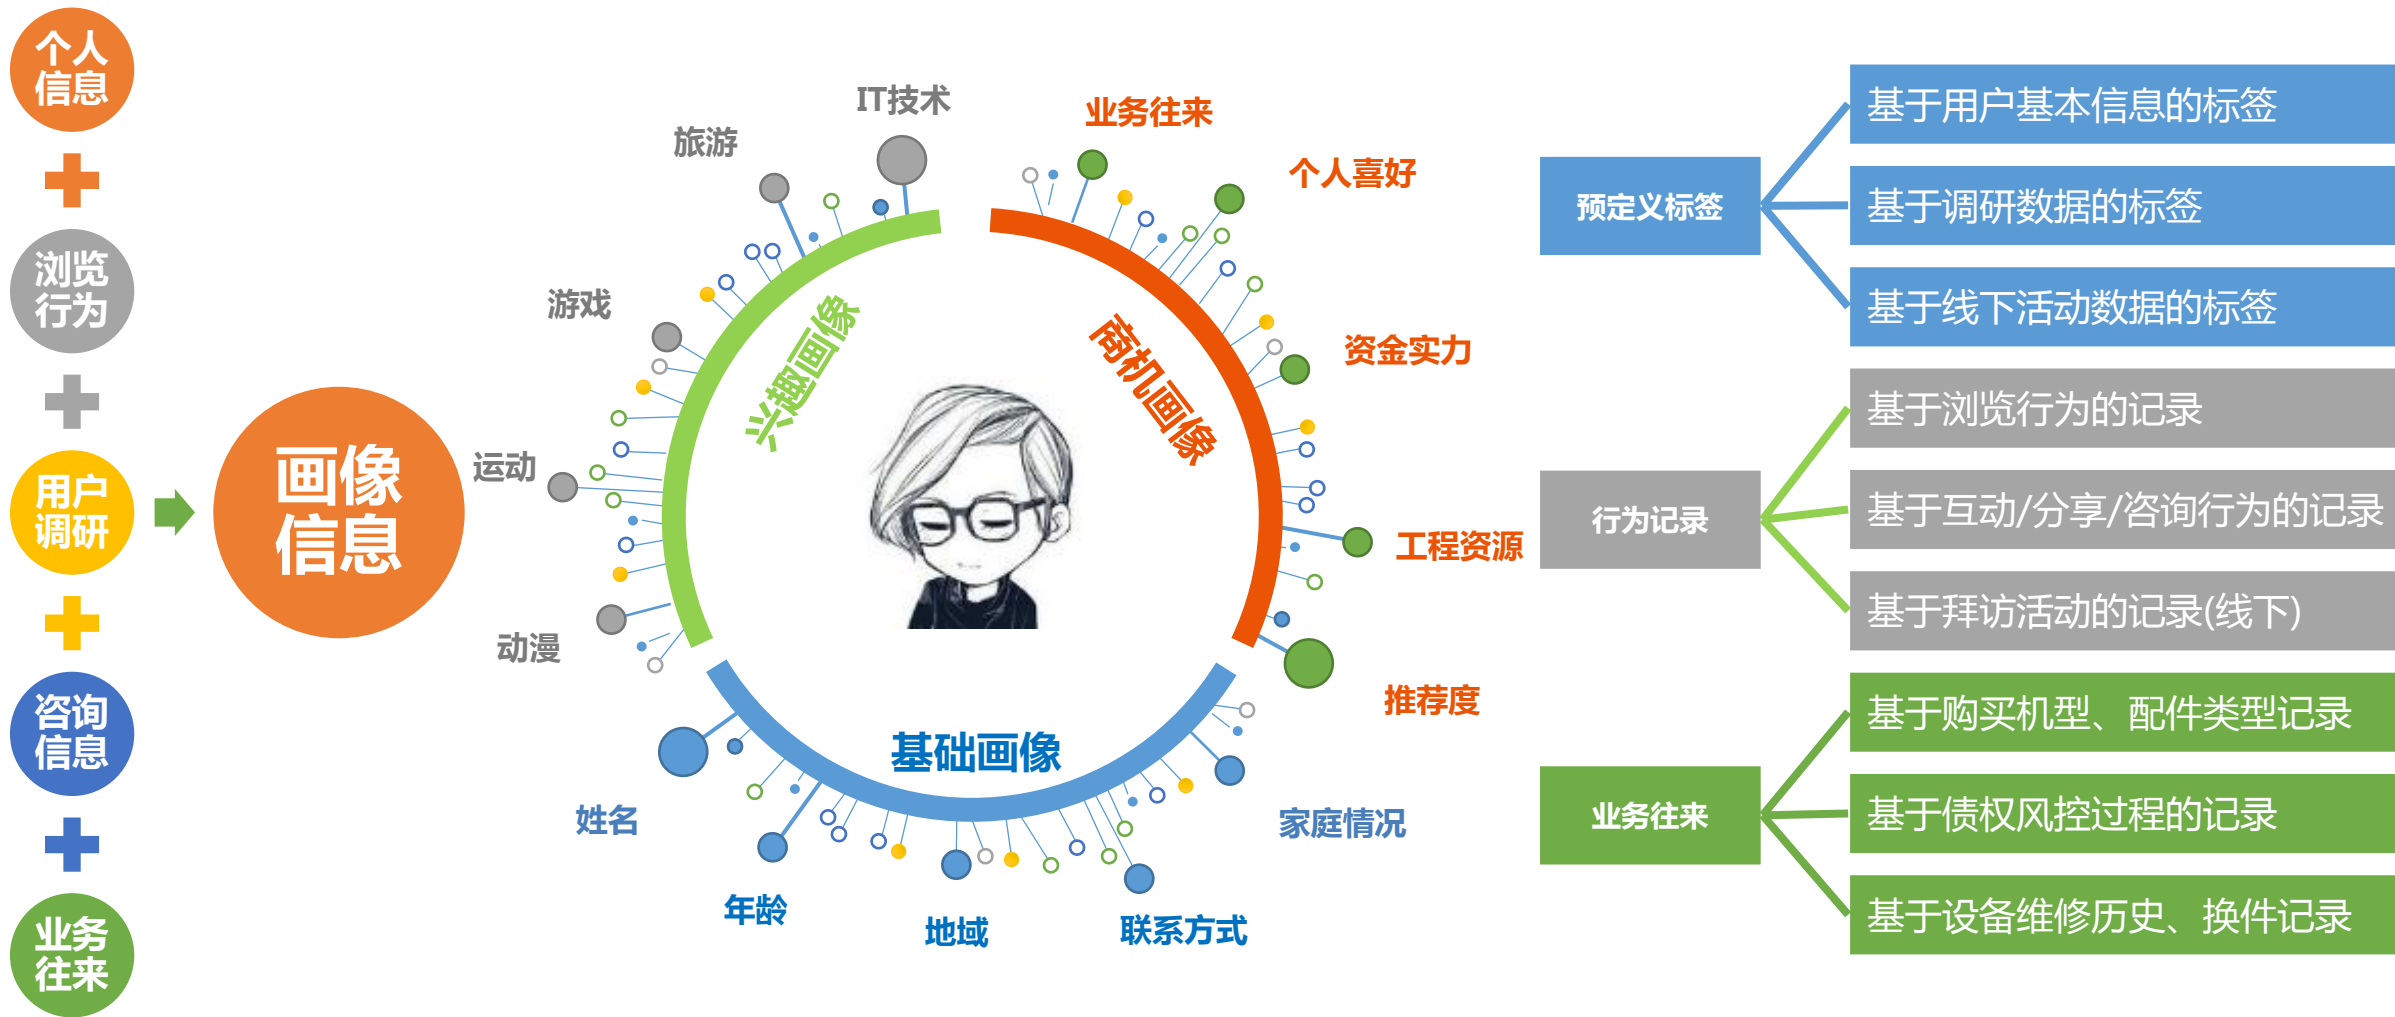 个人
信息
浏览
行为
用户
调研
咨询
信息
业务
往来
画像
信息
IT技术
旅游
游戏
运动
动漫
兴趣画像
业务往来
个人喜好
资金实力
工程资源
推荐度
商机画像
基础画像
姓名
年龄
地域
联系方式
家庭情况
预定义标签
基于用户基本信息的标签
基于调研数据的标签
基于线下活动数据的标签
行为记录
基于浏览行为的记录
基于互动/分享/咨询行为的记录
基于拜访活动的记录(线下)
业务往来
基于购买机型、配件类型记录
基于债权风控过程的记录
基于设备维修历史、换件记录